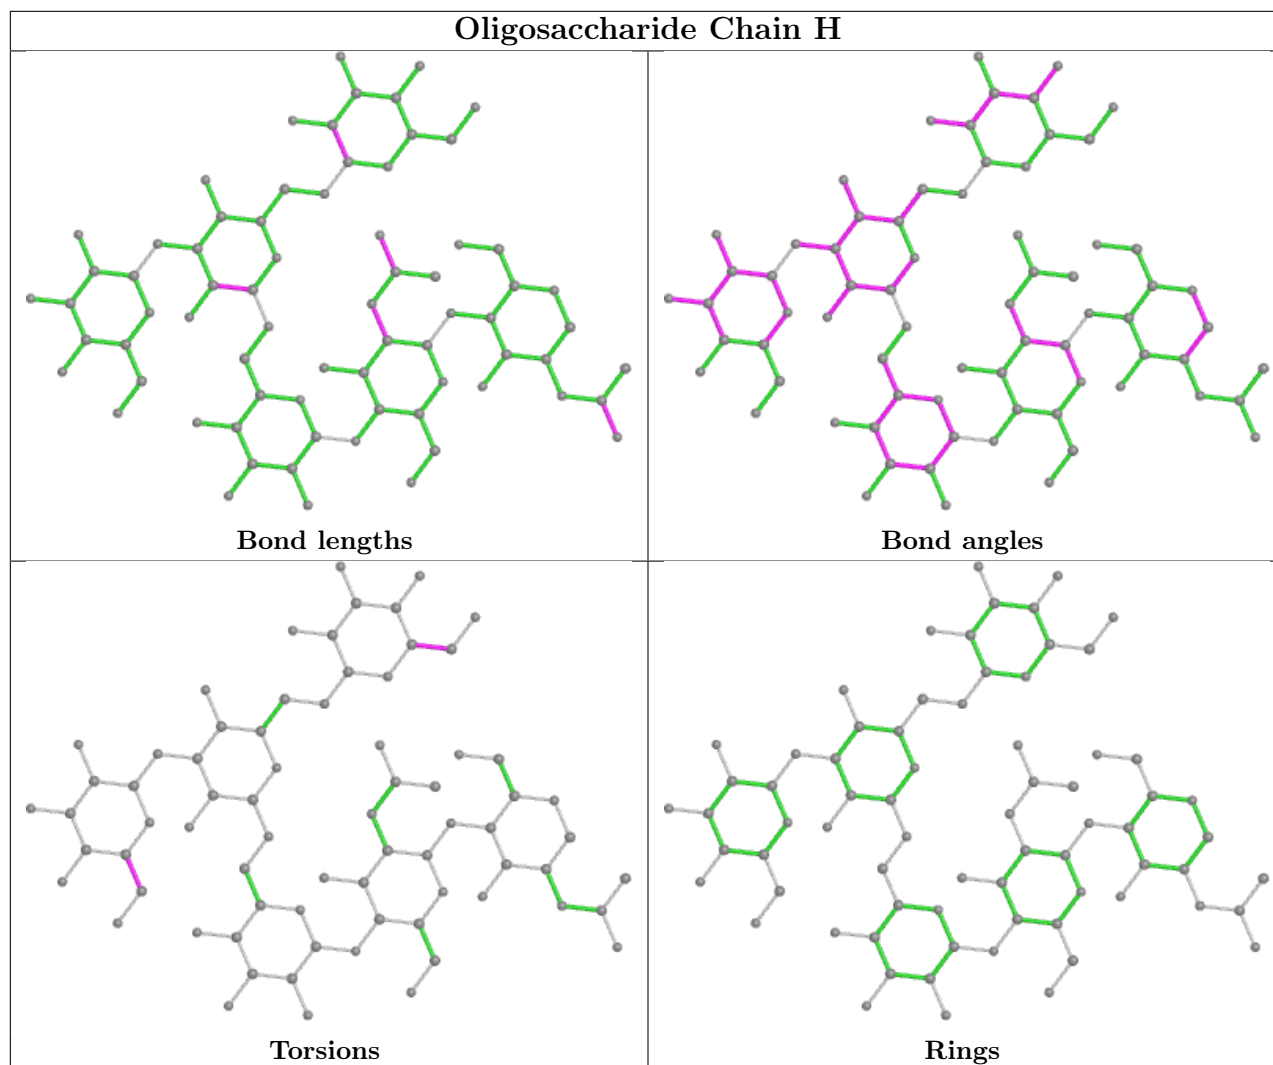 Oligosaccharide Chain H
Bond lengths
Bond angles
Torsions
Rings